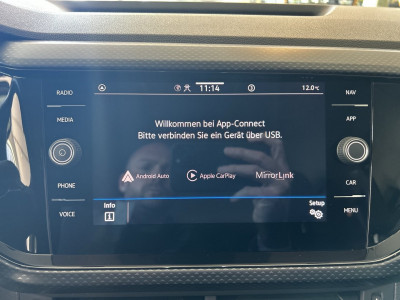 RADIO
11:14
12.0°C
NAV
MEDIA
APP
Willkommen bei App-Connect
Bitte verbinden Sie ein Gerät über USB.
Android Auto
Apple CarPlay
MirrorLink
PHONE
CAR
VOICE
Info
Setup
MENU